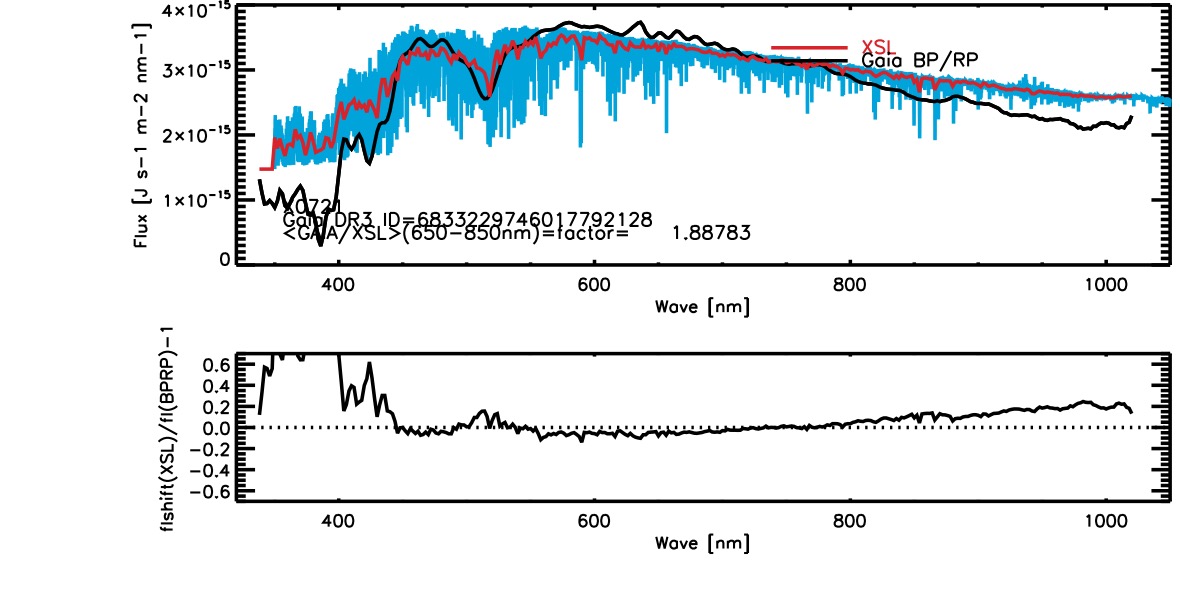 4×10⁻¹⁵
3×10⁻¹⁵
2×10⁻¹⁵
1×10⁻¹⁵
0
Flux [J s−1 m−2 nm−1]
XSL
Gaia BP/RP
X0721
Gaia DR3 ID=6833229746017792128
<GAIA/XSL>(650−850nm)=factor= 1.88783
400 600 800 1000
Wave [nm]
flshift(XSL)/fl(BPRP)−1
0.6
0.4
0.2
0.0
−0.2
−0.4
−0.6
400 600 800 1000
Wave [nm]